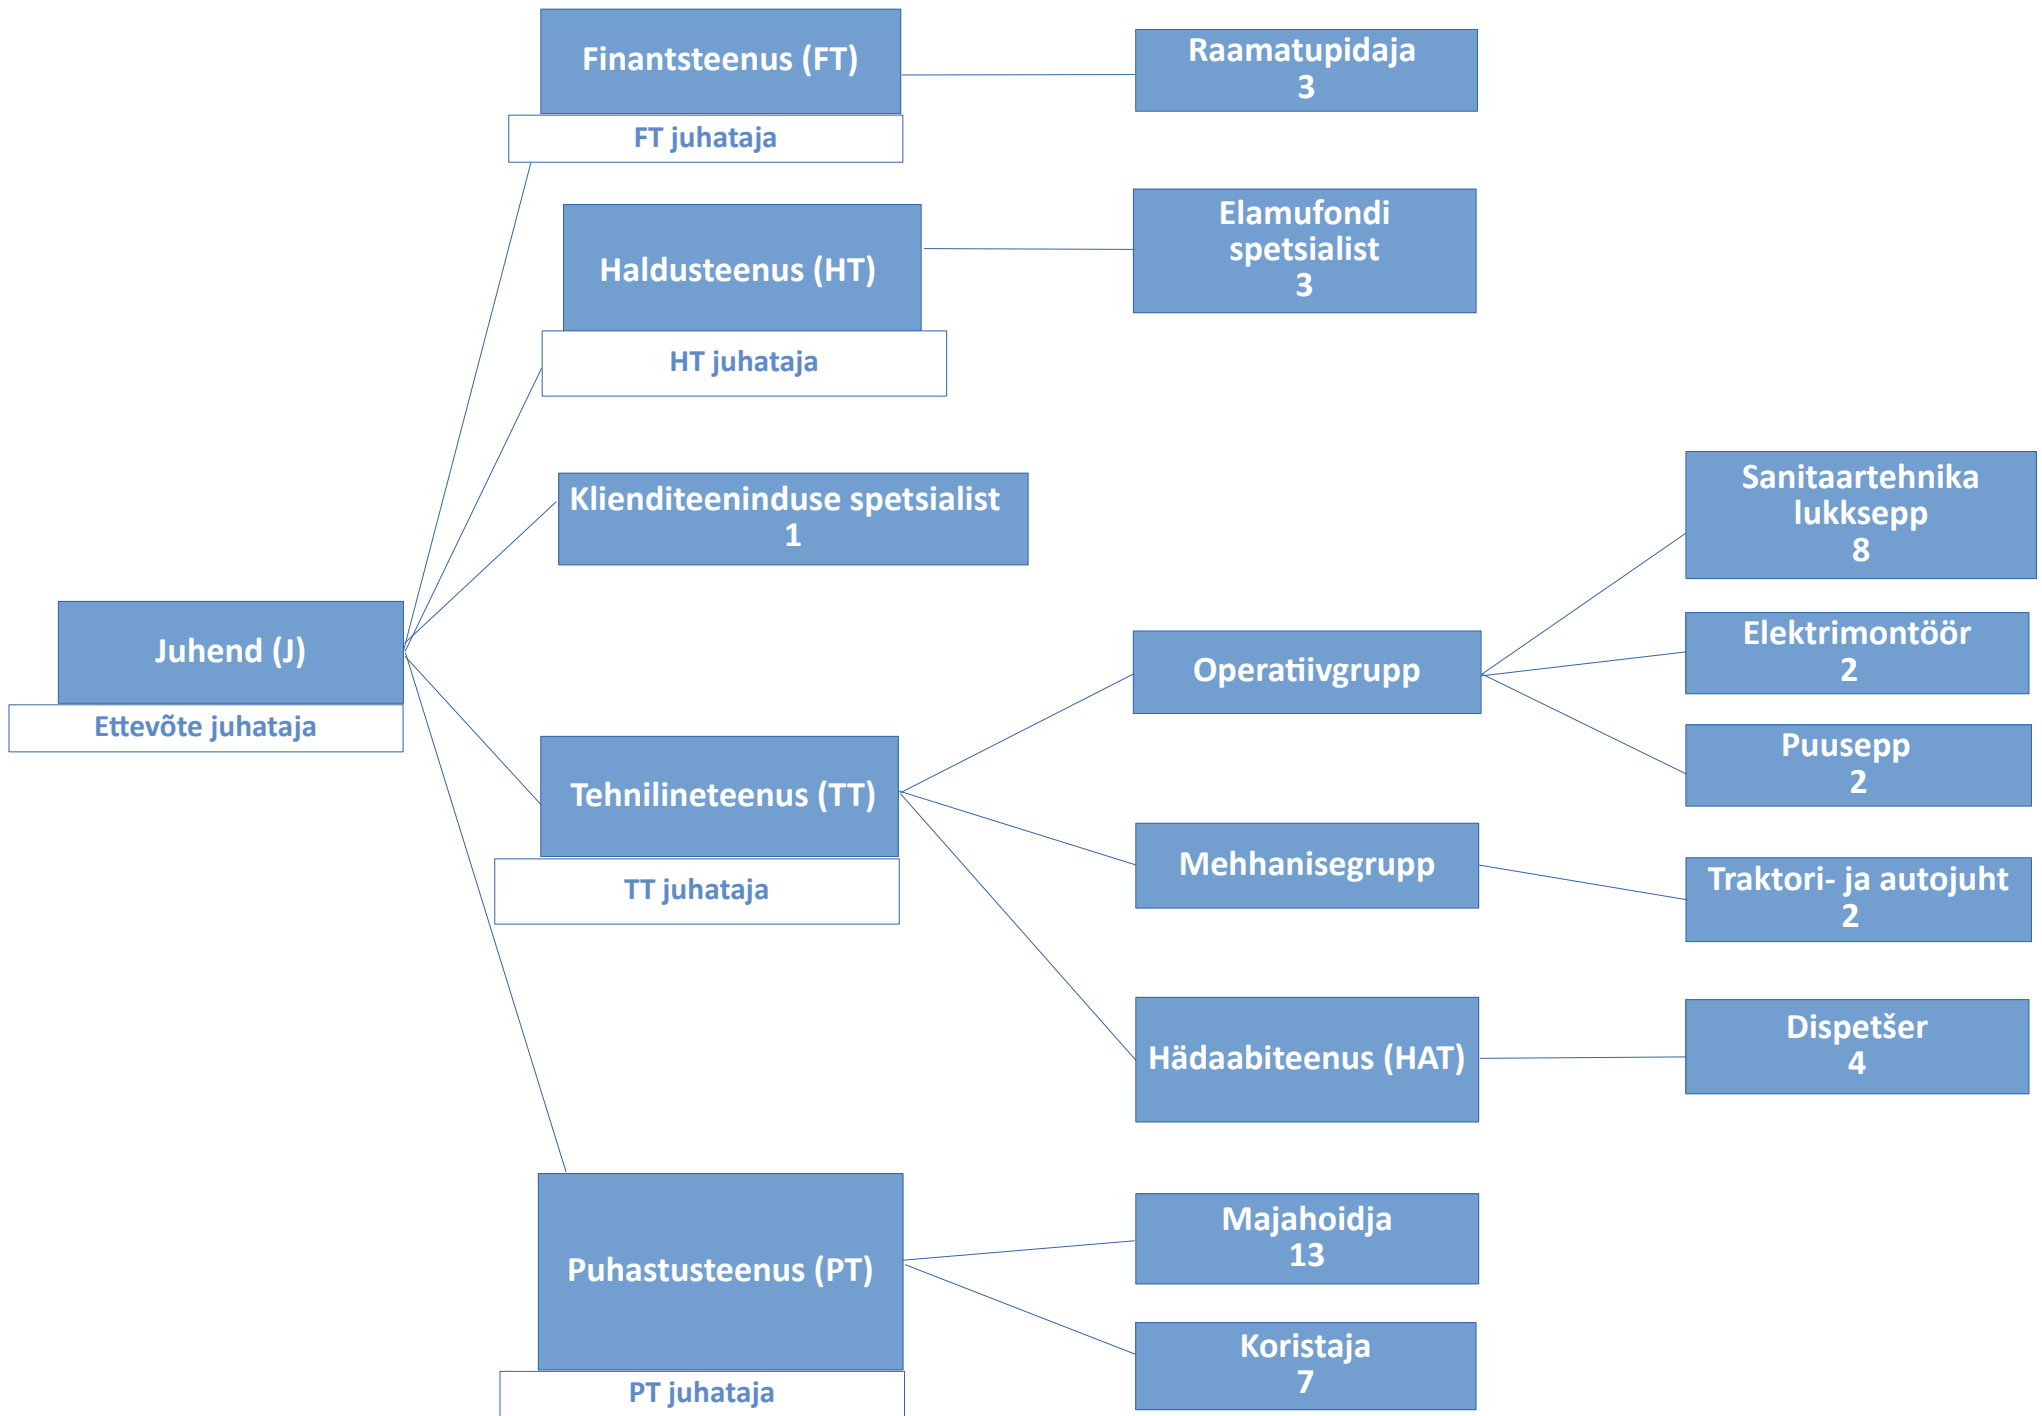 Finantsteenus (FT)
FT juhataja
Raamatupidaja
3
Haldusteenus (HT)
HT juhataja
Elamufondi
spetsialist
3
Klienditeeninduse spetsialist
1
Juhend (J)
Ettevõte juhataja
Tehnilineteenus (TT)
TT juhataja
Operatiivgrupp
Sanitaartehnika
lukksepp
8
Elektrimontöör
2
Puusepp
2
Mehhanisegrupp
Traktori- ja autojuht
2
Hädaabiteenus (HAT)
Dispetšer
4
Puhastusteenus (PT)
PT juhataja
Majahoidja
13
Koristaja
7